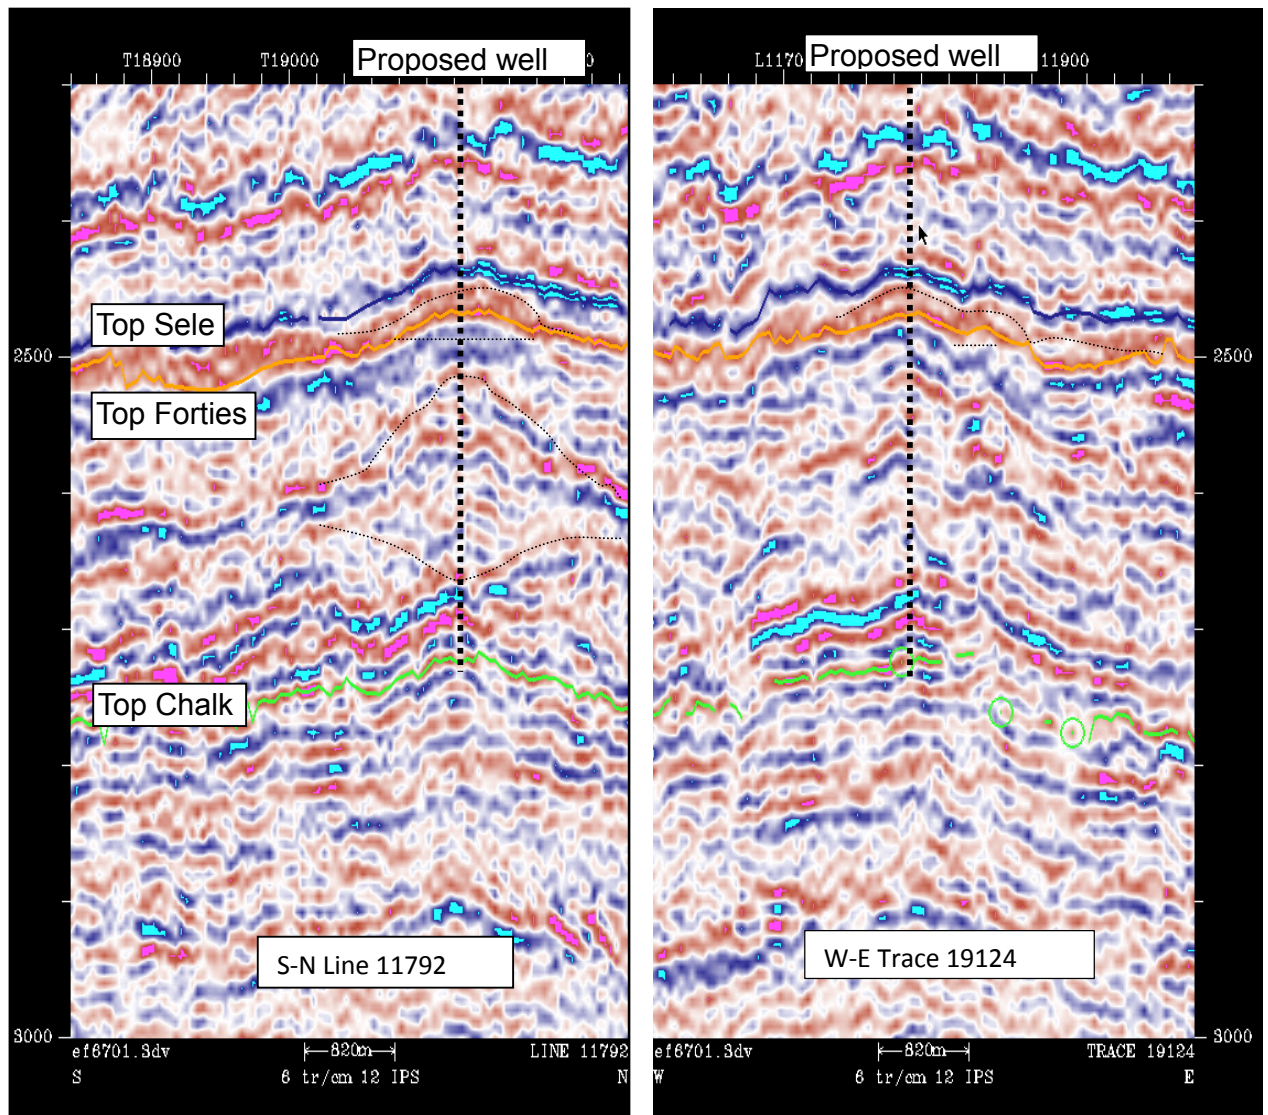 T18900 T19000 Proposed well 0
2500
Top Sele
Top Forties
Top Chalk
S-N Line 11792
3000
ef6701.3dv 820m LINE 11792
S 6 tr/cm 12 IPS N
L1170 Proposed well 11900
2500
W-E Trace 19124
3000
ef6701.3dv 820m TRACE 19124
W 6 tr/cm 12 IPS E